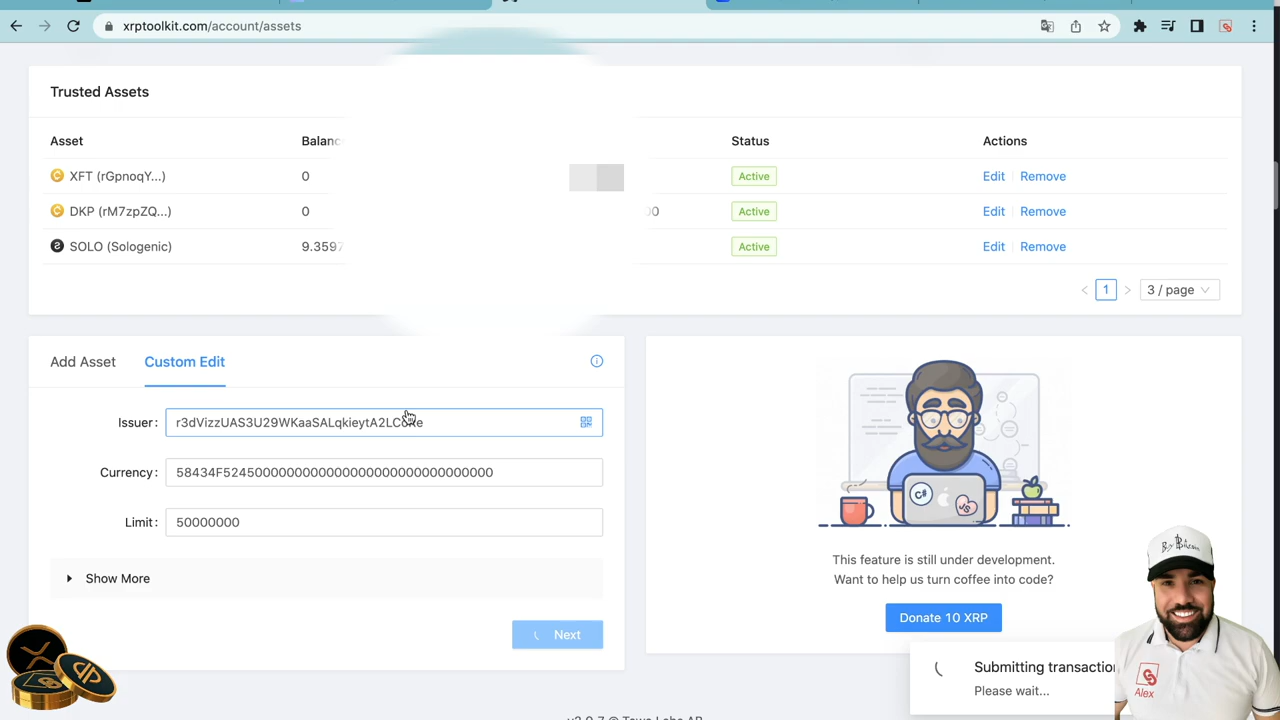 xrptoolkit.com/account/assets
Trusted Assets
Asset Status Actions
XFT (rGpnoqY...) 0 Active Edit Remove
DKP (rM7zpZQ...) 0 Active Edit Remove
SOLO (Sologenic) Active Edit Remove
1 3 / page
Add Asset Custom Edit
Issuer:
Currency: 58434F5245000000000000000000000000000000
Limit: 50000000
Show More
Next
This feature is still under development.
Want to help us turn coffee into code?
Donate 10 XRP
C# JS
Submitting
Please wait...
Alex